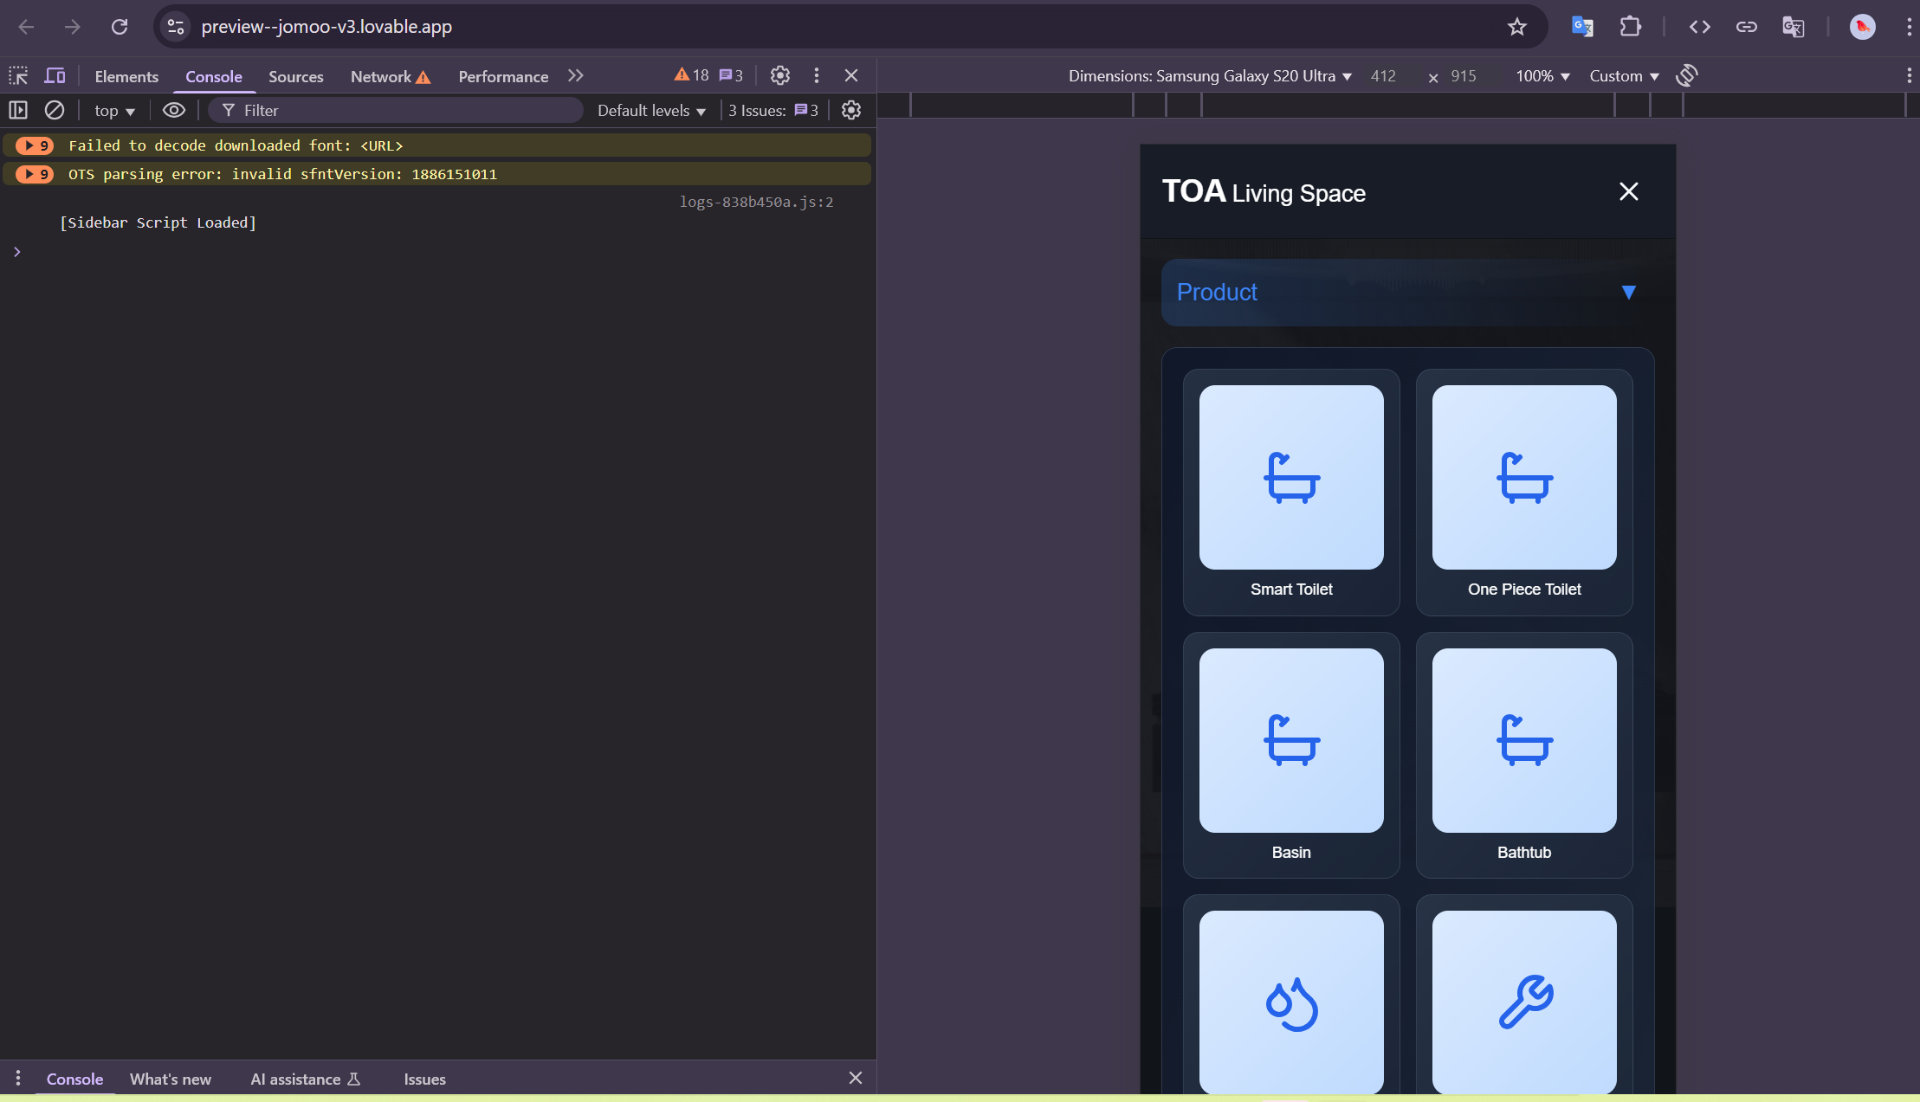 preview--jomoo-v3.lovable.app
Elements Console Sources Network Performance 18 3
top Filter Default levels 3 Issues: 3
9 Failed to decode downloaded font: <URL>
9 OTS parsing error: invalid sfntVersion: 1886151011
logs-838b450a.js:2
[Sidebar Script Loaded]
Console What's new AI assistance Issues
Dimensions: Samsung Galaxy S20 Ultra 412 × 915 100% Custom
TOA Living Space
Product
Smart Toilet One Piece Toilet
Basin Bathtub